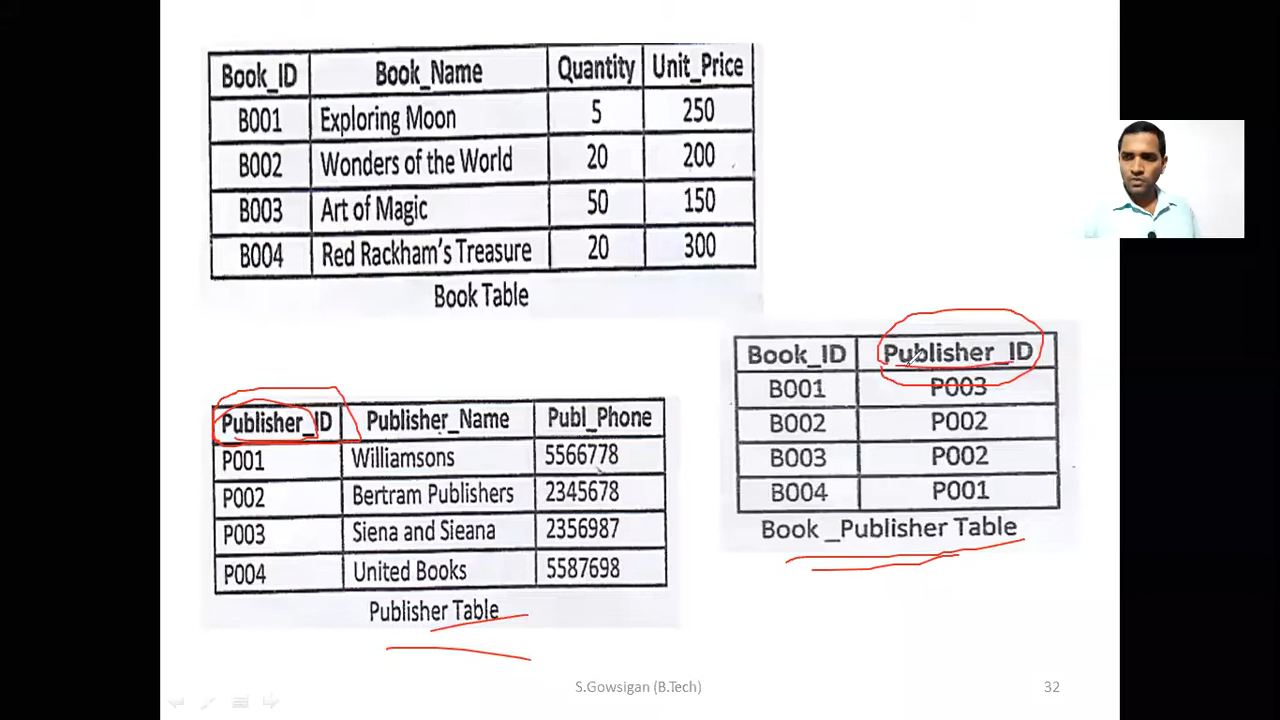 Book_ID Book_Name Quantity Unit_Price
B001 Exploring Moon 5 250
B002 Wonders of the World 20 200
B003 Art of Magic 50 150
B004 Red Rackham's Treasure 20 300
Book Table
Book_ID Publisher_ID
B001 P003
B002 P002
B003 P002
B004 P001
Book _Publisher Table
Publisher_ID Publisher_Name Publ_Phone
P001 Williamsons 5566778
P002 Bertram Publishers 2345678
P003 Siena and Sieana 2356987
P004 United Books 5587698
Publisher Table
S.Gowsigan (B.Tech)
32